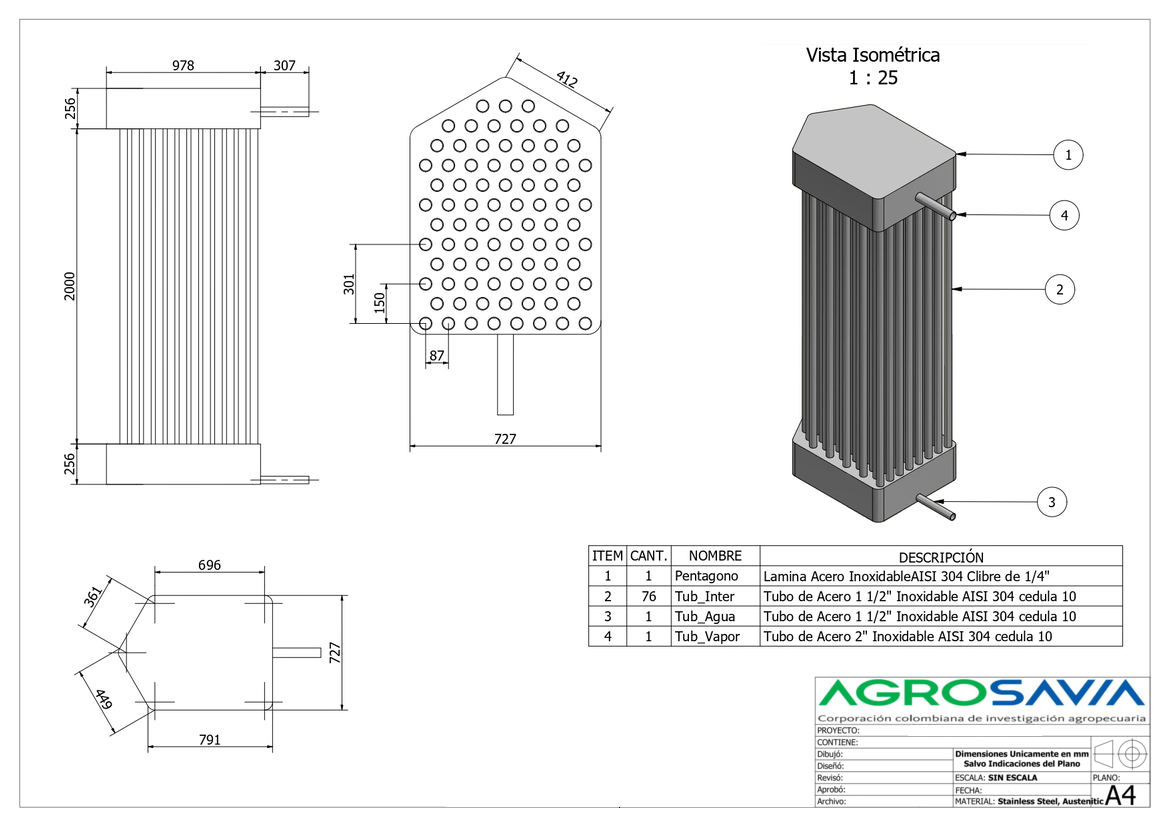 Vista Isométrica
1 : 25
978
307
256
2000
256
412
301
150
87
727
1
4
2
3
696
361
449
727
791
ITEM CANT. NOMBRE DESCRIPCIÓN
1 1 Pentagono Lamina Acero InoxidableAISI 304 Clibre de 1/4"
2 76 Tub_Inter Tubo de Acero 1 1/2" Inoxidable AISI 304 cedula 10
3 1 Tub_Agua Tubo de Acero 1 1/2" Inoxidable AISI 304 cedula 10
4 1 Tub_Vapor Tubo de Acero 2" Inoxidable AISI 304 cedula 10
AGROSAVIA
Corporación colombiana de investigación agropecuaria
PROYECTO:
CONTIENE:
Dibujó:
Diseñó:
Revisó:
Aprobó:
Archivo:
Dimensiones Unicamente en mm
Salvo Indicaciones del Plano
ESCALA: SIN ESCALA
PLANO:
FECHA:
MATERIAL: Stainless Steel, Austenitic
A4